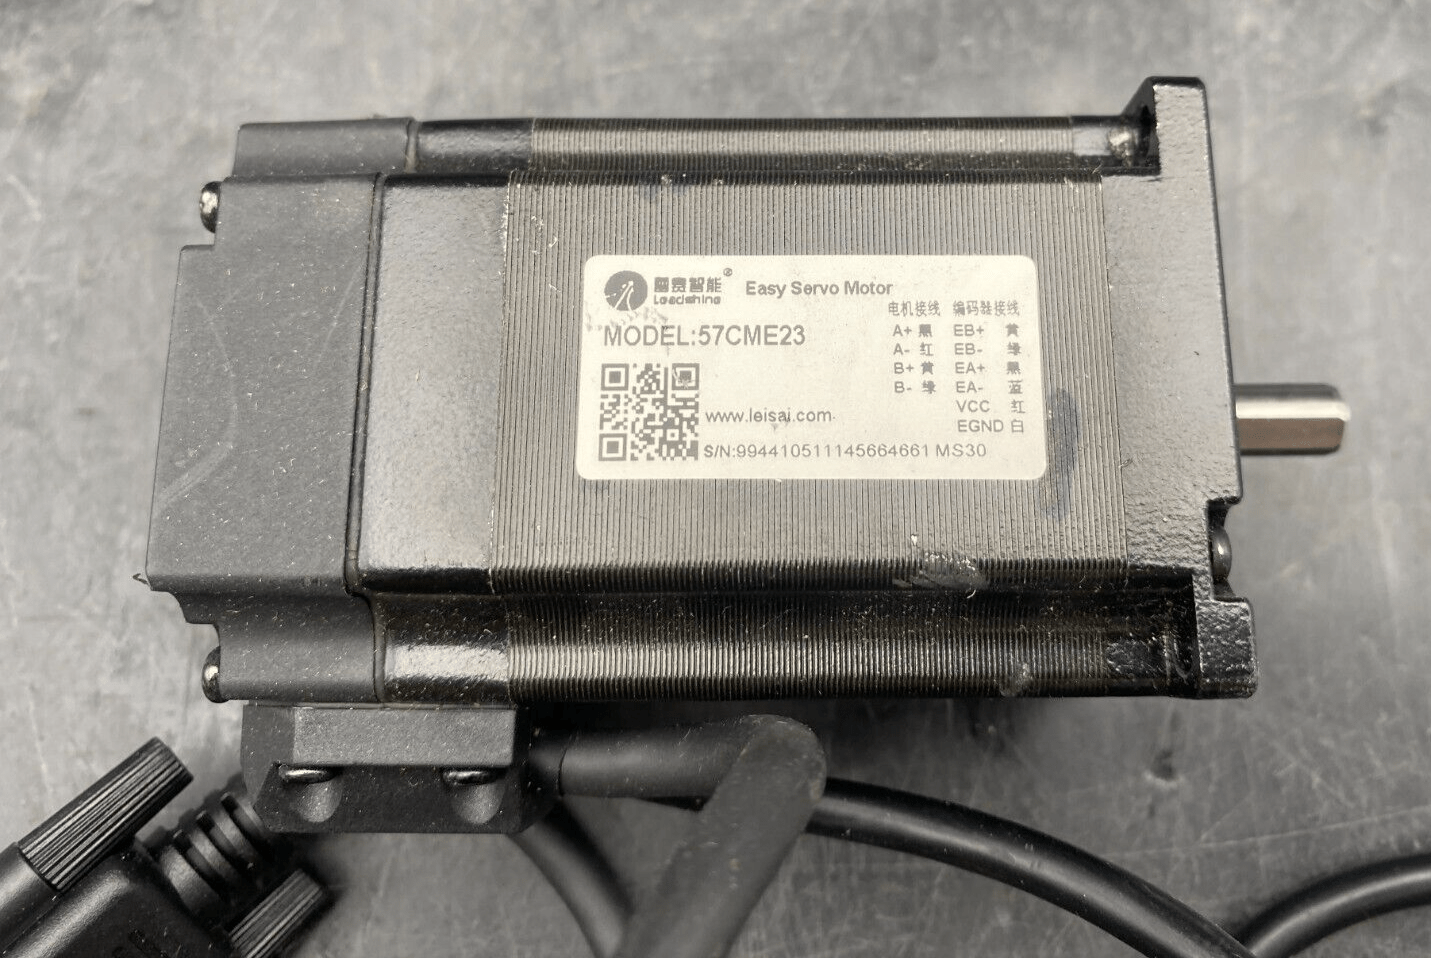 雷赛智能® Easy Servo Motor
Leadshine
电机接线 编码器接线
MODEL:57CME23
A+ 黑 EB+ 黄
A- 红 EB- 绿
B+ 黄 EA+ 黑
B- 绿 EA- 蓝
www.leisai.com
VCC 红
EGND 白
S/N:994410511145664661 MS30